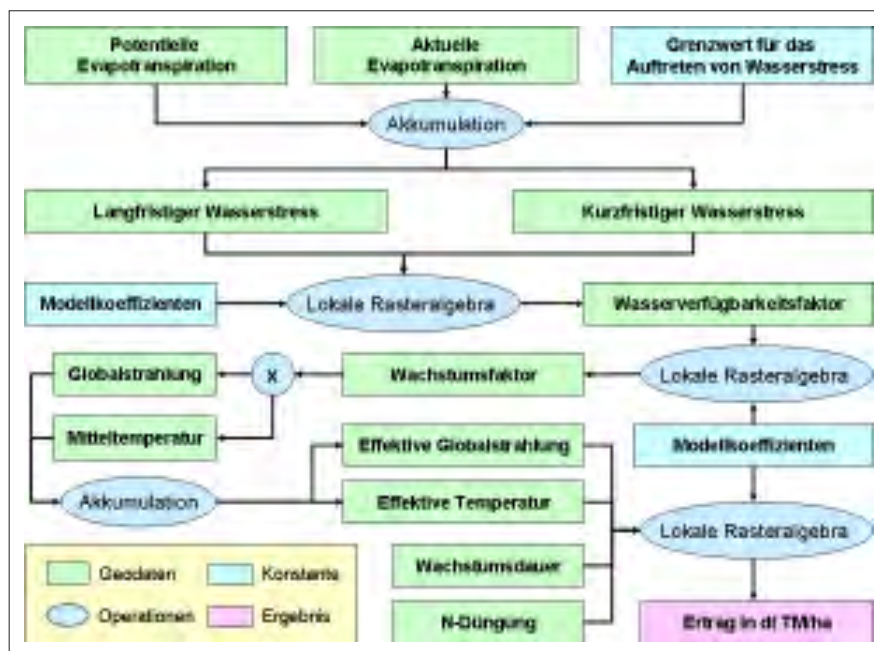 Potentielle
Evapotranspiration
Aktuelle
Evapotranspiration
Grenzwert für das
Auftreten von Wasserstress
Akkumulation
Langfristiger Wasserstress
Kurzfristiger Wasserstress
Modellkoeffizienten
Lokale Rasteralgebra
Wasserverfügbarkeitsfaktor
Globalstrahlung
x
Wachstumsfaktor
Lokale Rasteralgebra
Mitteltemperatur
Effektive Globalstrahlung
Modellkoeffizienten
Akkumulation
Effektive Temperatur
Lokale Rasteralgebra
Geodaten
Konstante
Wachstumsdauer
Operationen
Ergebnis
N-Düngung
Ertrag in dt TM/ha